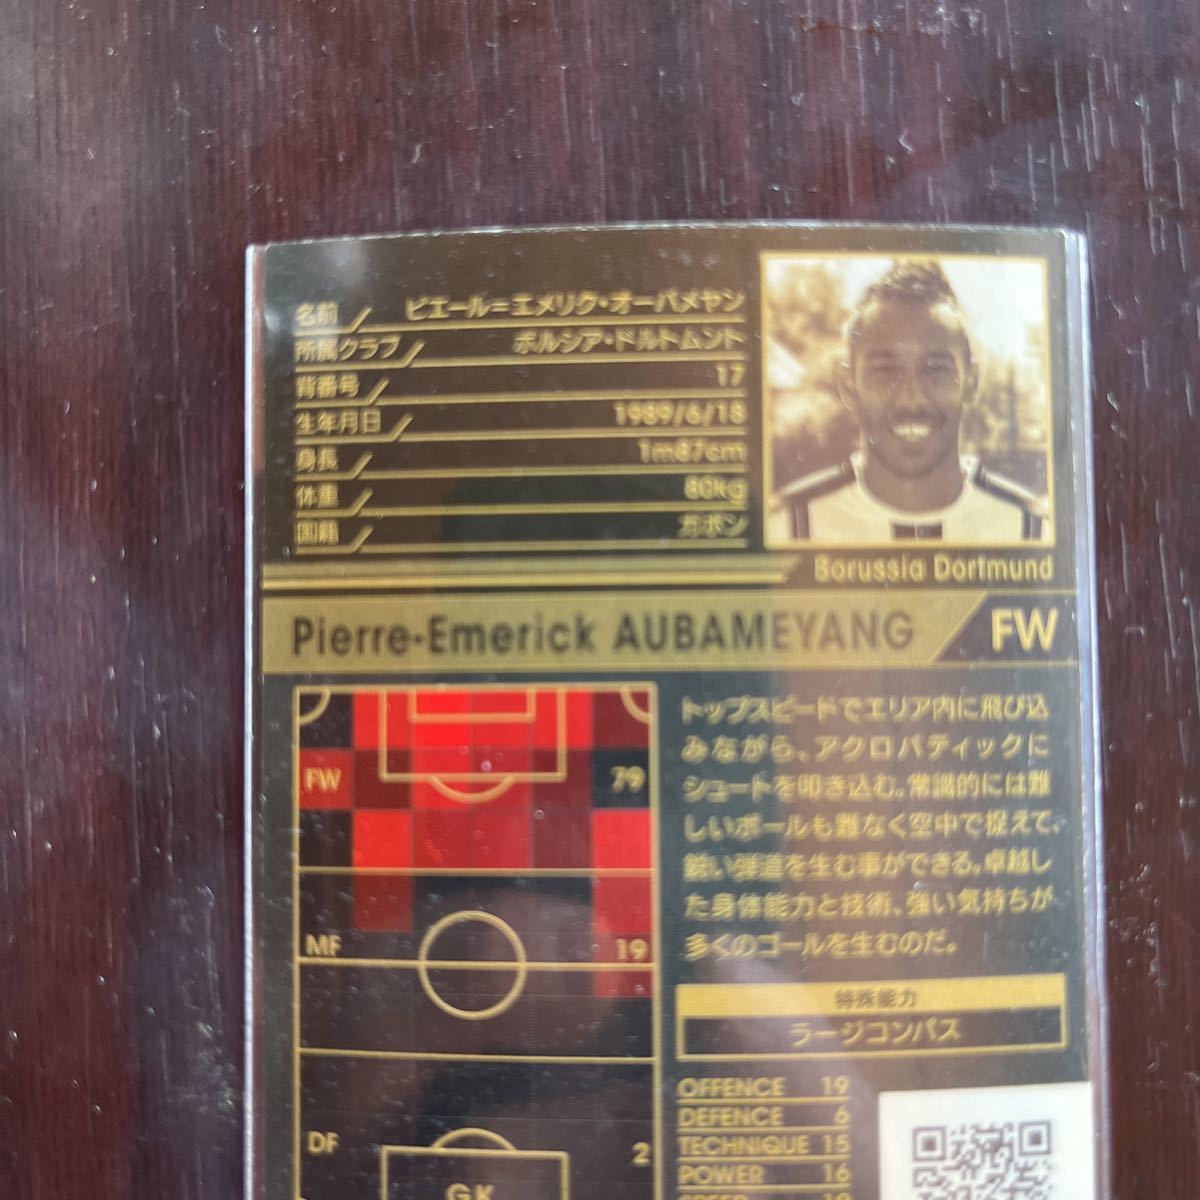 名前 ピエール=エメリク・オーバメヤン
所属クラブ ボルシア・ドルトムント
背番号 17
生年月日 1989/6/18
身長 1m87cm
体重 80kg
国籍 ガボン
Borussia Dortmund
Pierre-Emerick AUBAMEYANG FW
FW 79
MF 19
DF 2
GK
トップスピードでエリア内に飛び込
みながら、アクロバティックに
シュートを叩き込む。常識的には難
しいボールも難なく空中で捉えて、
鋭い弾道を生む事ができる。卓越し
た身体能力と技術、強い気持ちが
多くのゴールを生むのだ。
特殊能力
ラージコンパス
OFFENCE 19
DEFENCE 6
TECHNIQUE 15
POWER 16